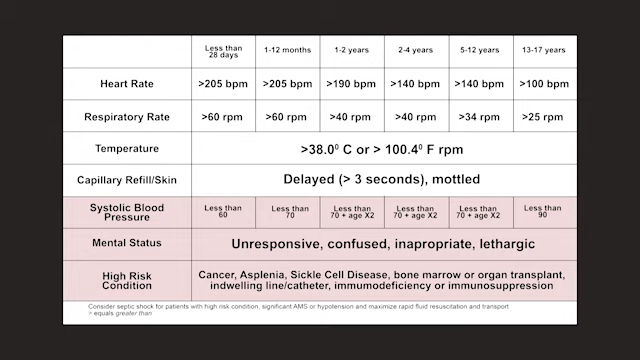 Less than 28 days 1-12 months 1-2 years 2-4 years 5-12 years 13-17 years
Heart Rate >205 bpm >205 bpm >190 bpm >140 bpm >140 bpm >100 bpm
Respiratory Rate >60 rpm >60 rpm >40 rpm >40 rpm >34 rpm >25 rpm
Temperature >38.0⁰ C or > 100.4⁰ F rpm
Capillary Refill/Skin Delayed (> 3 seconds), mottled
Systolic Blood Pressure Less than 60 Less than 70 Less than 70 + age X2 Less than 70 + age X2 Less than 70 + age X2 Less than 90
Mental Status Unresponsive, confused, inapropriate, lethargic
High Risk Condition Cancer, Asplenia, Sickle Cell Disease, bone marrow or organ transplant,
indwelling line/catheter, immumodeficiency or immunosuppression
Consider septic shock for patients with high risk condition, significant AMS or hypotension and maximize rapid fluid resuscitation and transport
> equals greater than